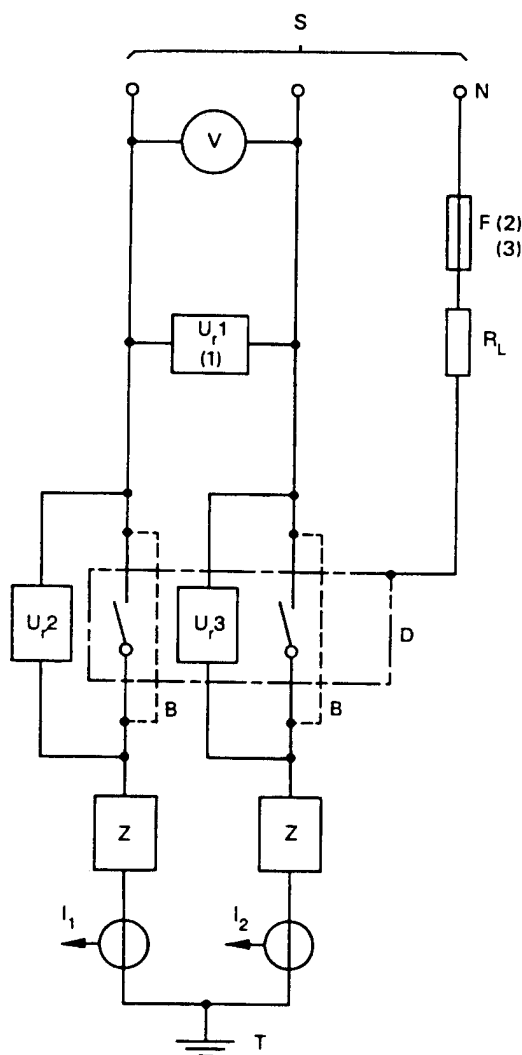 S
N
V
F (2)
(3)
U_r1
(1)
R_L
U_r2
U_r3
D
B
B
Z
Z
I_1
I_2
T